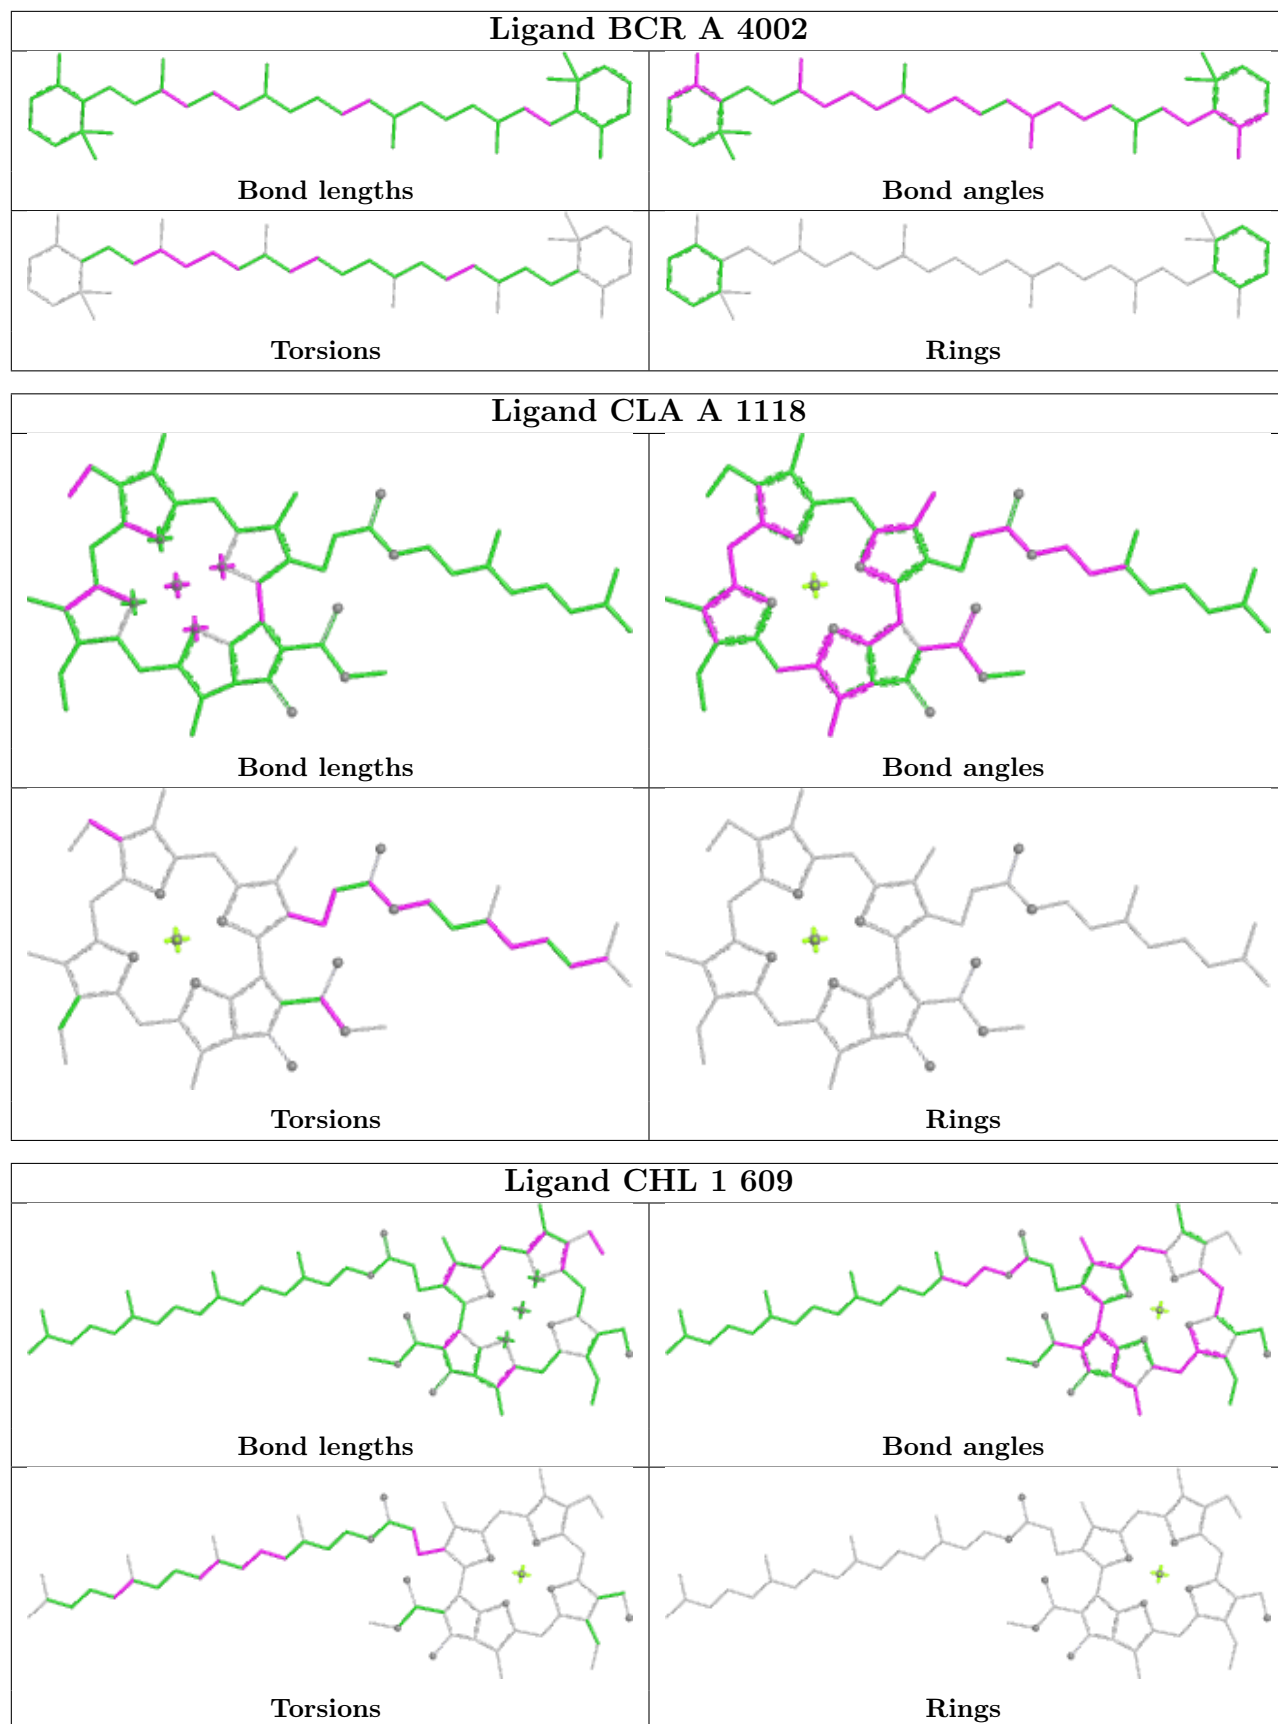 Ligand BCR A 4002
Bond lengths
Bond angles
Torsions
Rings
Ligand CLA A 1118
Bond lengths
Bond angles
Torsions
Rings
Ligand CHL 1 609
Bond lengths
Bond angles
Torsions
Rings